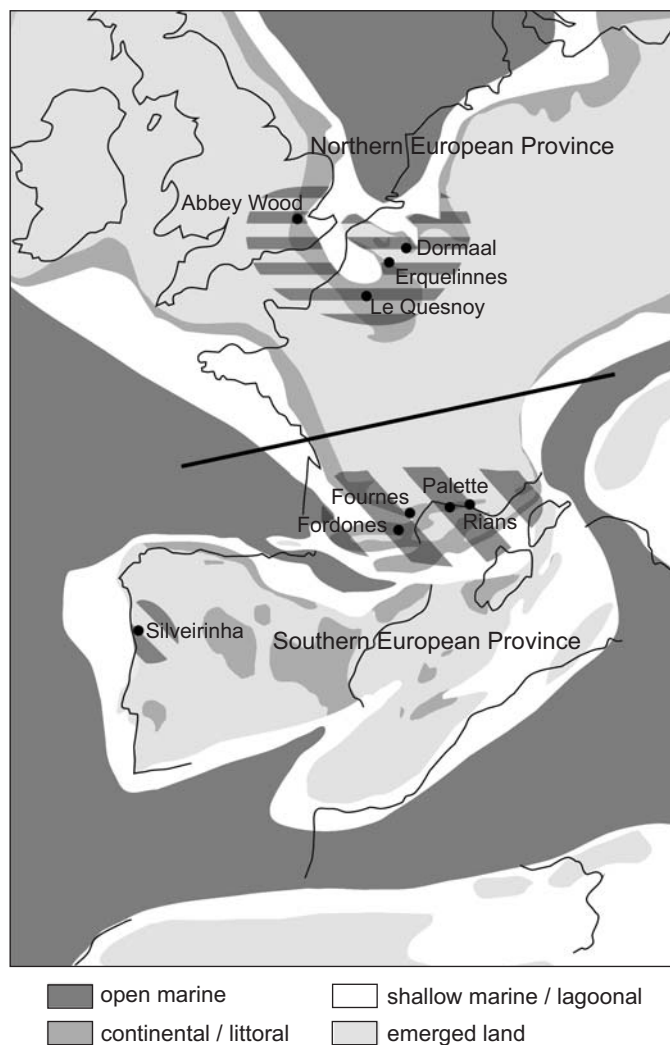 Northern European Province
Abbey Wood
Dormaal
Erquelinnes
Le Quesnoy
Palette
Fournes
Fordones
Rians
Silveirinha
Southern European Province
open marine
shallow marine / lagoonal
continental / littoral
emerged land